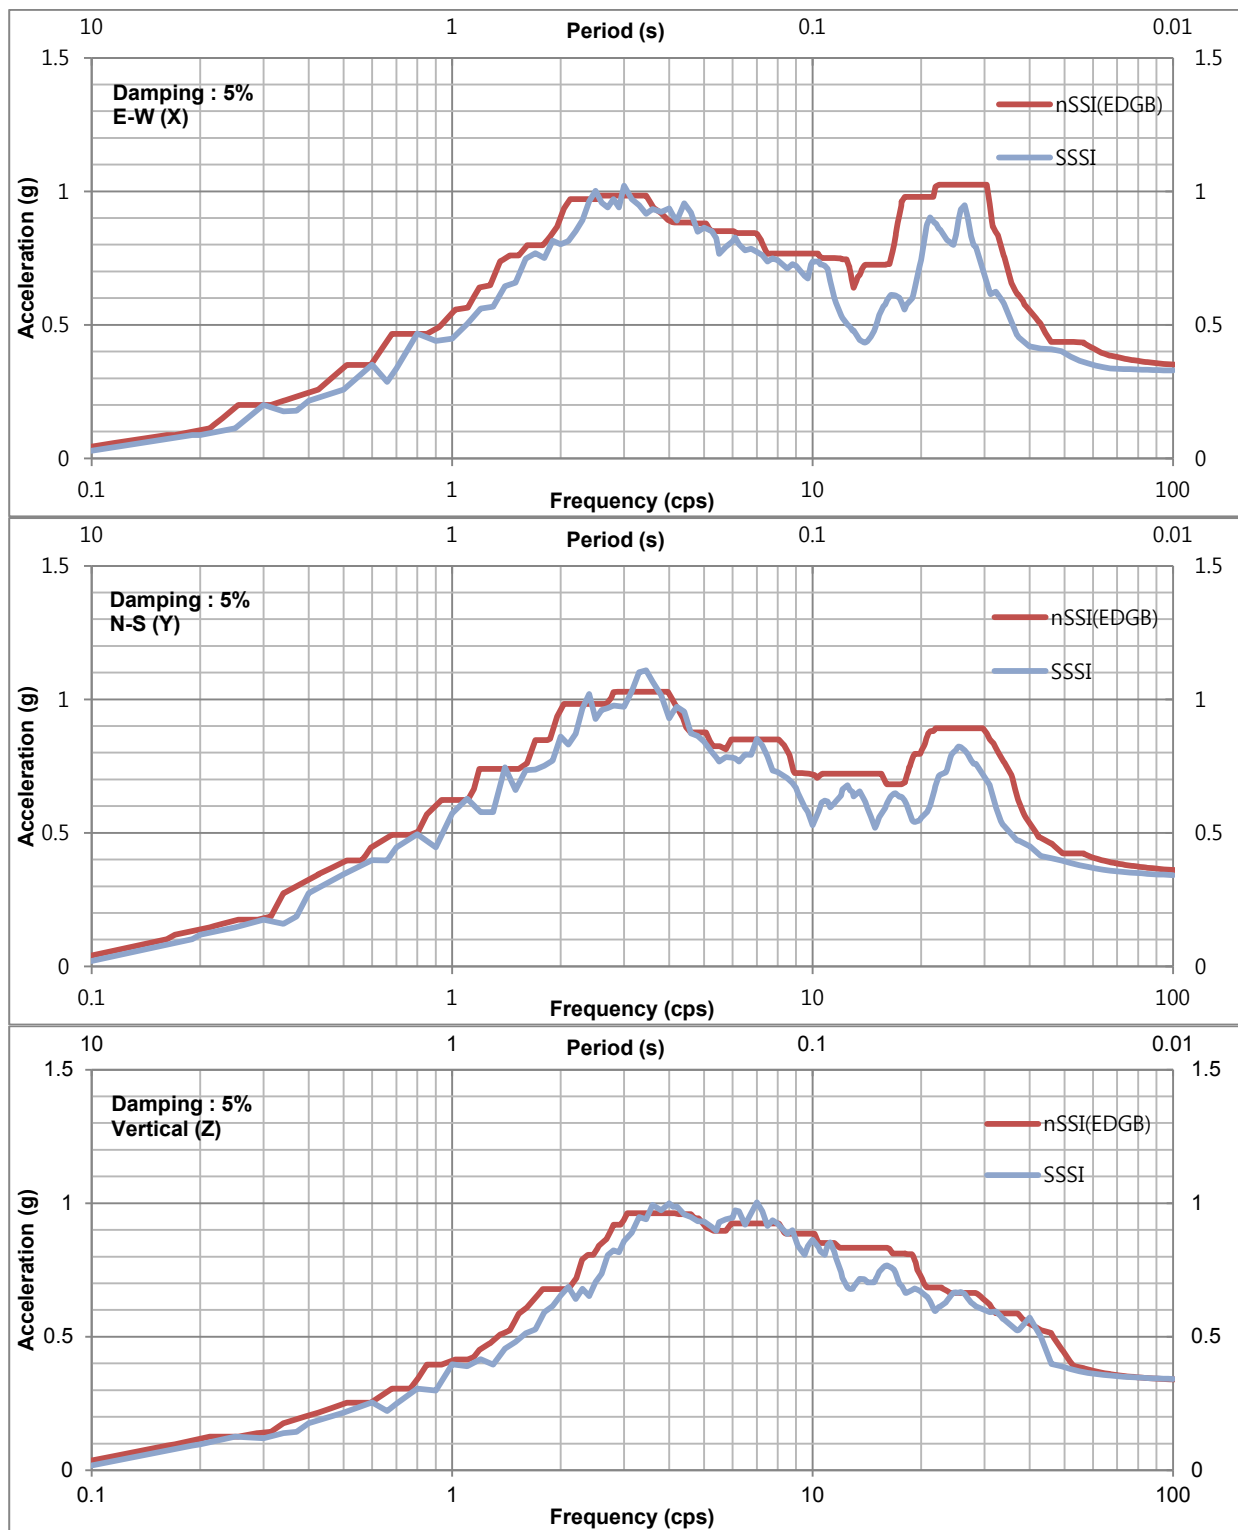 10 1 Period (s) 0.1 0.01
1.5 1.5
Damping : 5%
E-W (X)
nSSI(EDGB)
SSSI
1 1
Acceleration (g)
0.5 0.5
0 0
0.1 1 Frequency (cps) 10 100
10 1 Period (s) 0.1 0.01
1.5 1.5
Damping : 5%
N-S (Y)
nSSI(EDGB)
SSSI
1 1
Acceleration (g)
0.5 0.5
0 0
0.1 1 Frequency (cps) 10 100
10 1 Period (s) 0.1 0.01
1.5 1.5
Damping : 5%
Vertical (Z)
nSSI(EDGB)
SSSI
1 1
Acceleration (g)
0.5 0.5
0 0
0.1 1 Frequency (cps) 10 100